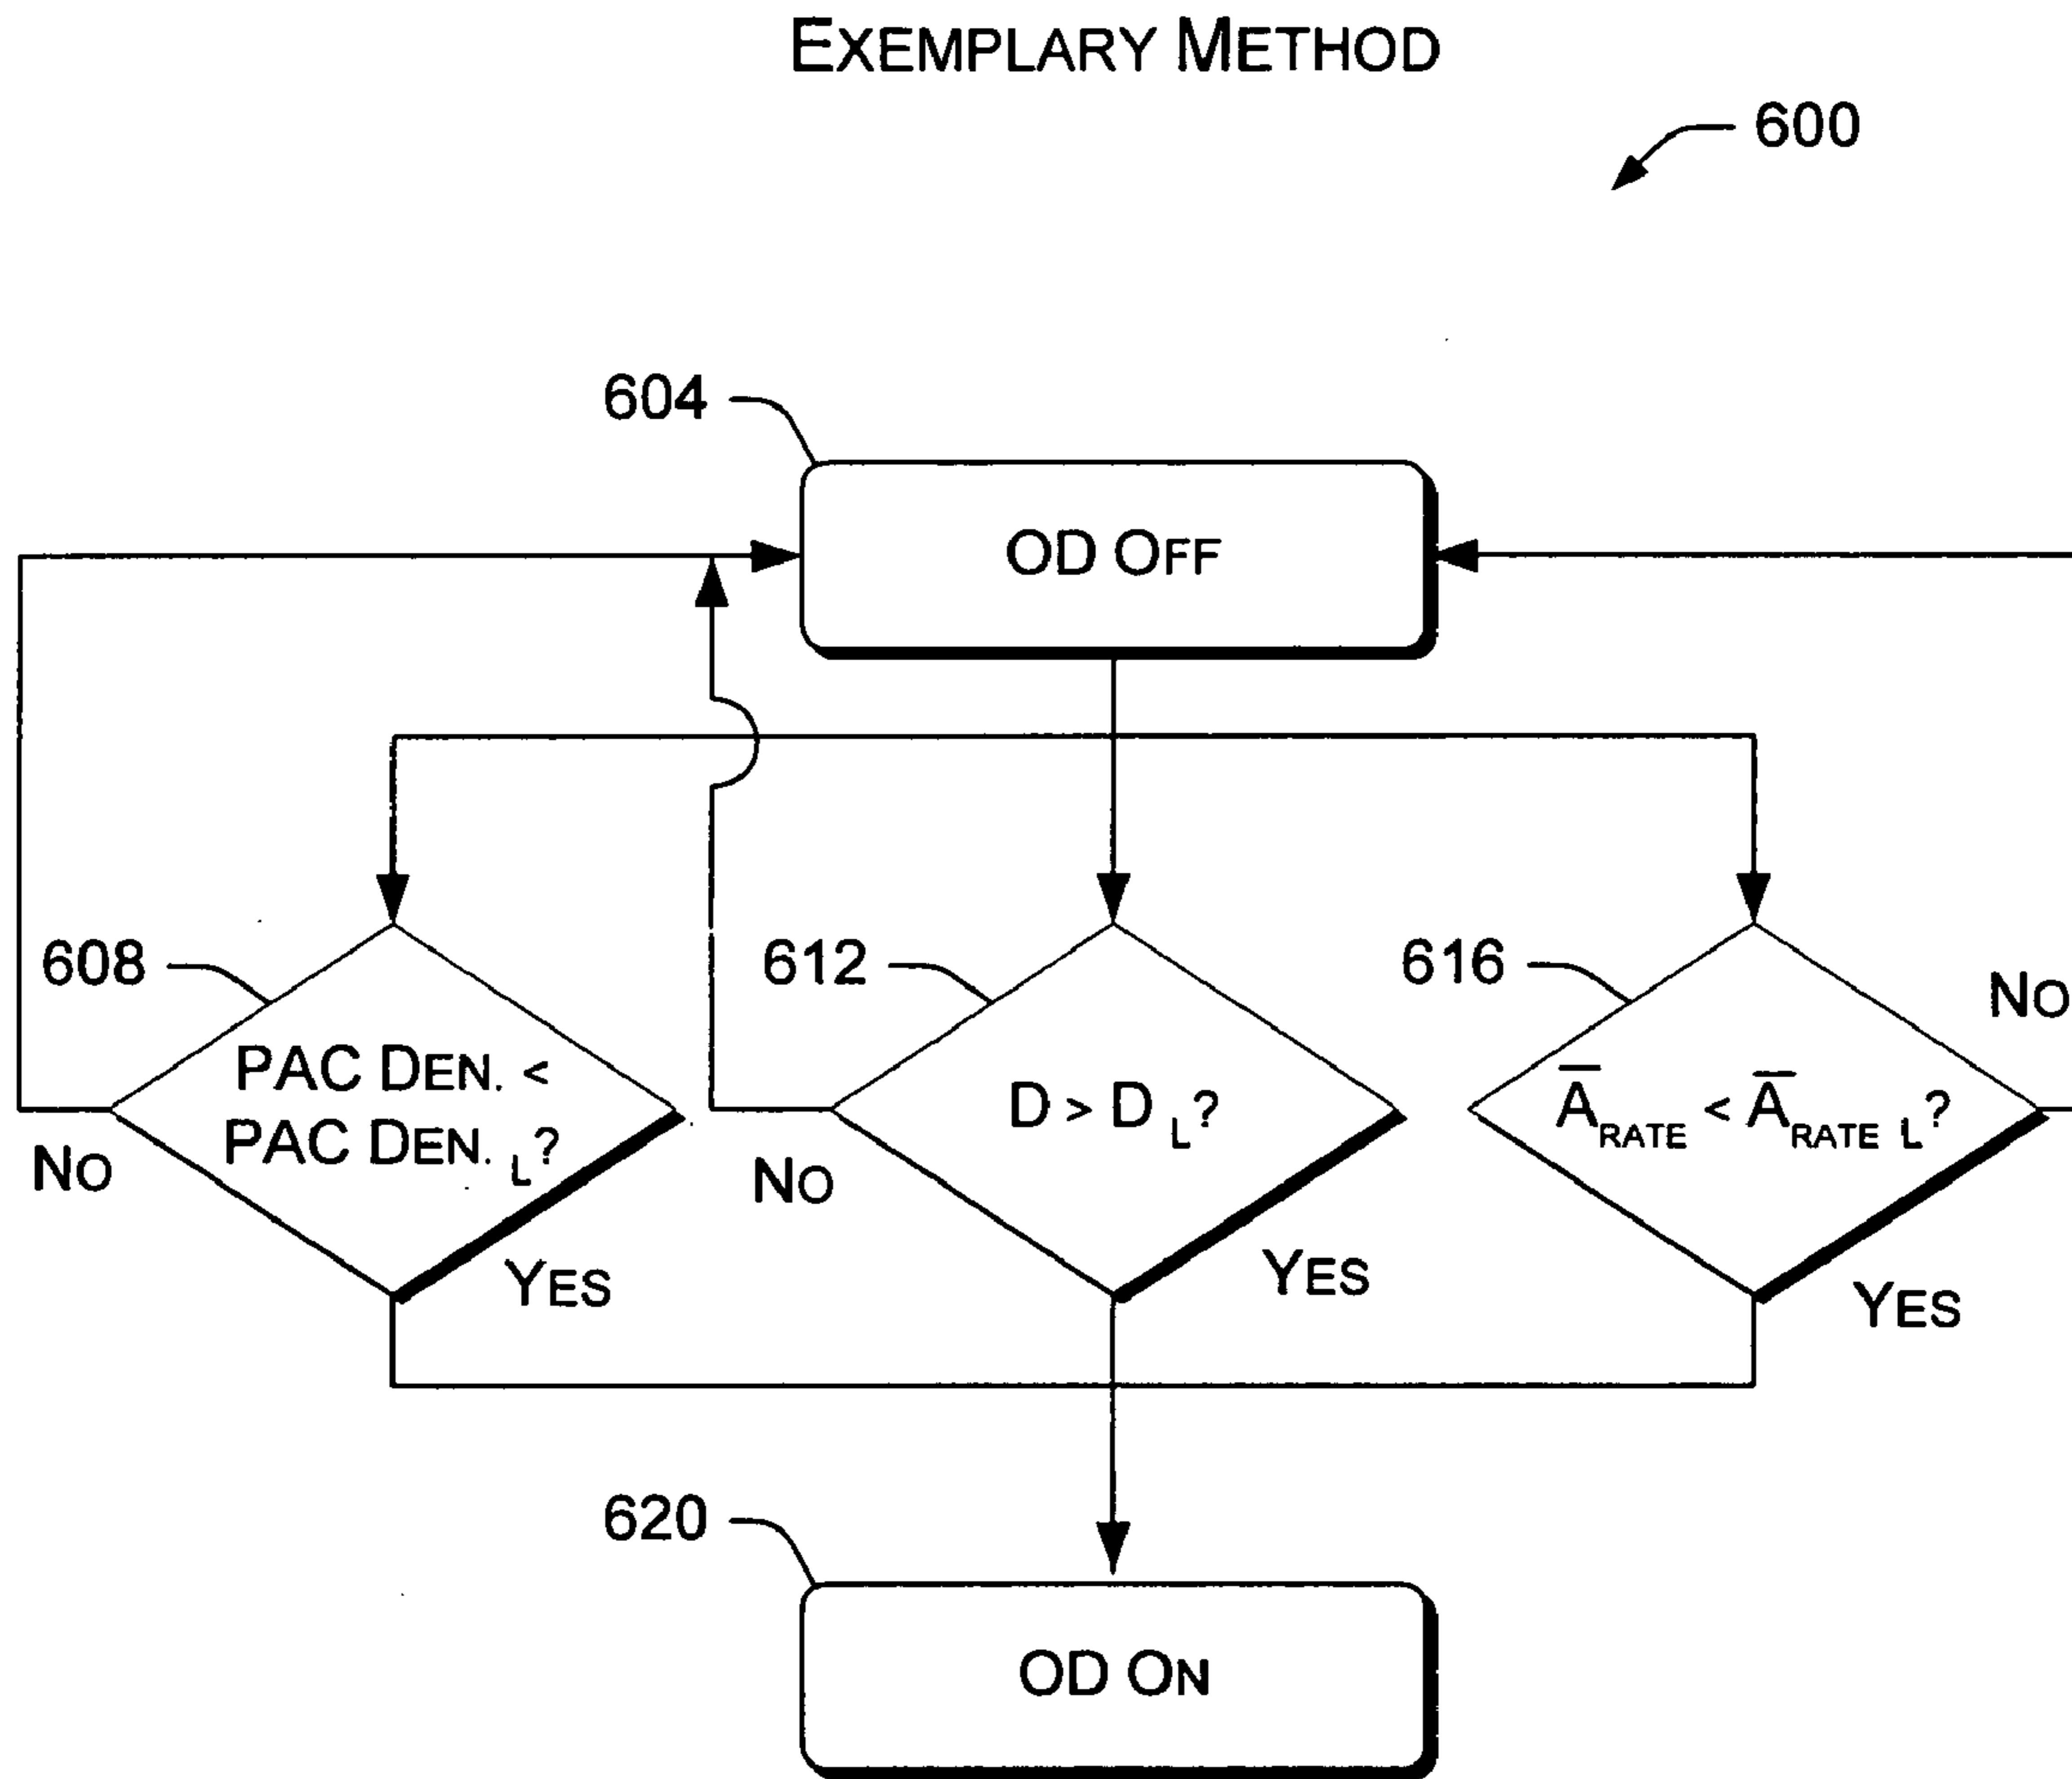 EXEMPLARY METHOD
600
604
OD OFF
608
PAC DEN. <
PAC DEN. L?
NO
YES
612
D > D L?
NO
YES
616
A̅RATE < A̅RATE L?
NO
YES
620
OD ON